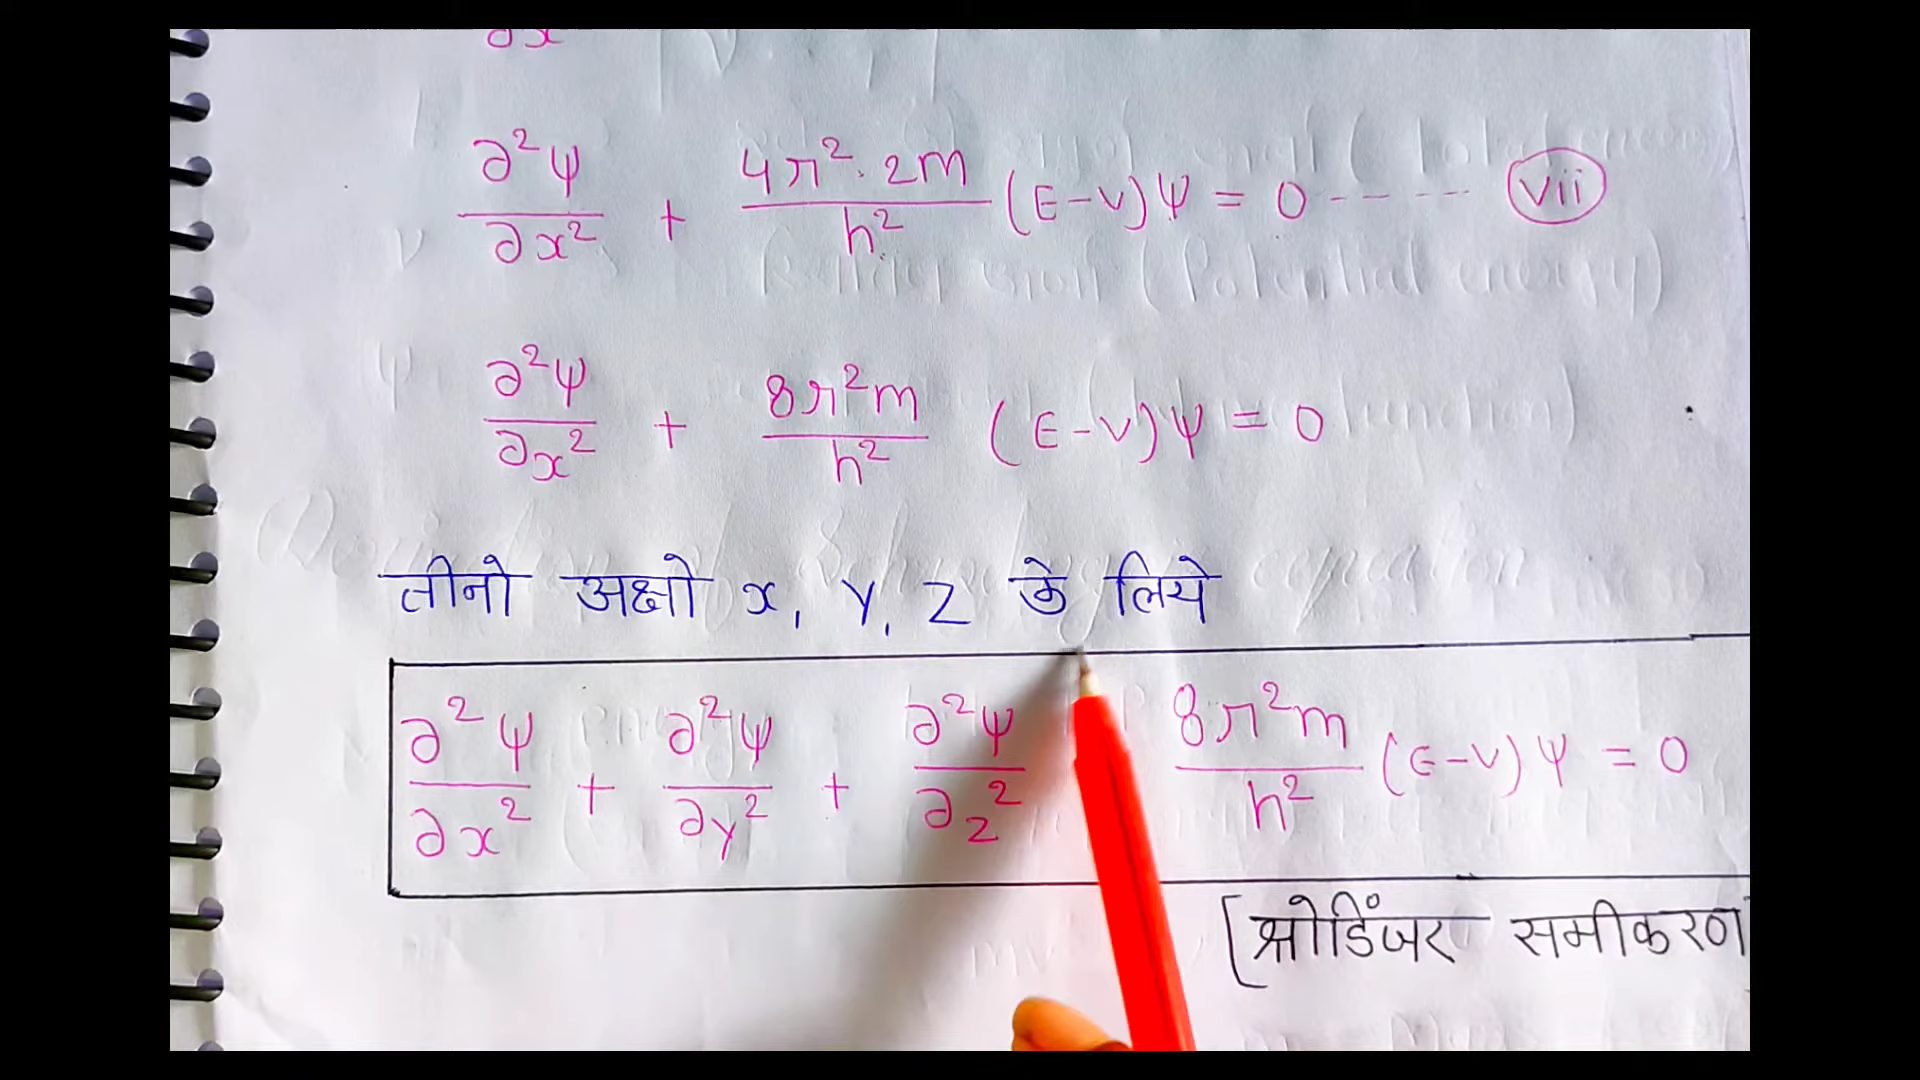 ∂x
∂²ψ/∂x² + 4π²·2m/h² (E-V)ψ = 0 ------ (vii)
∂²ψ/∂x² + 8π²m/h² (E-V)ψ = 0
तीनो अक्षो x, Y, Z के लिये
∂²ψ/∂x² + ∂²ψ/∂y² + ∂²ψ/∂z² 8π²m/h² (E-V)ψ = 0
[श्रोडिंजर समीकरण